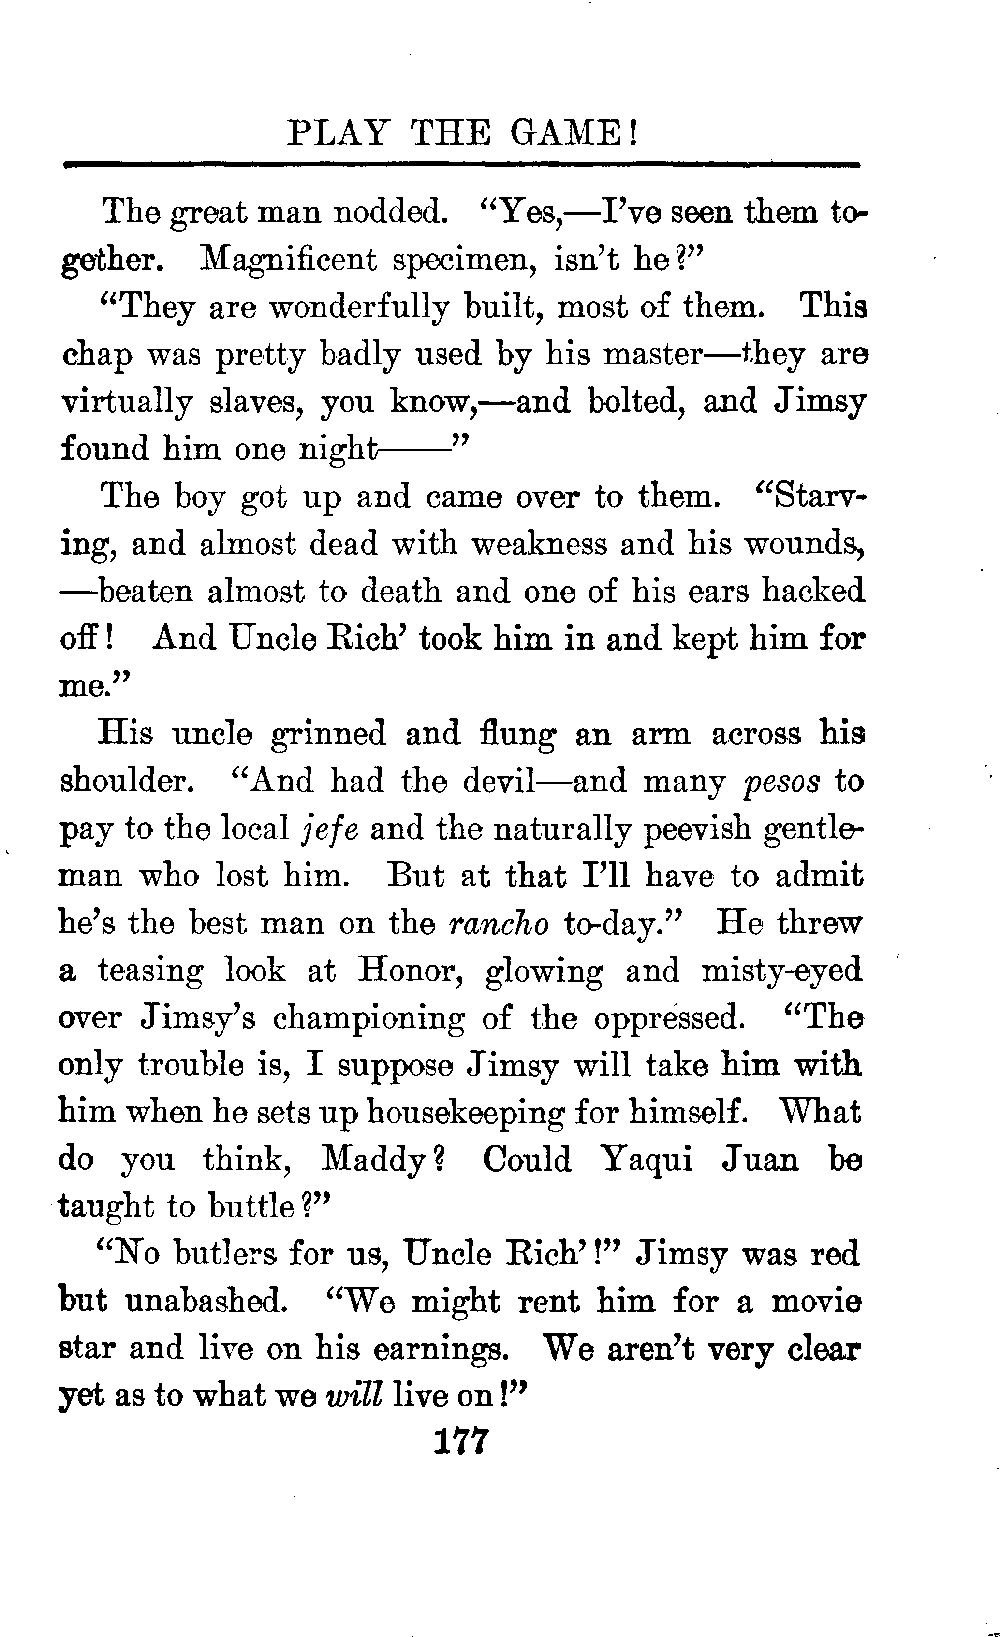 PLAY THE GAME!
The great man nodded. “Yes,—I’ve seen them to-
gether. Magnificent specimen, isn’t he?”
“They are wonderfully built, most of them. This
chap was pretty badly used by his master—they are
virtually slaves, you know,—and bolted, and Jimsy
found him one night——”
The boy got up and came over to them. “Starv-
ing, and almost dead with weakness and his wounds,
—beaten almost to death and one of his ears hacked
off! And Uncle Rich’ took him in and kept him for
me.”
His uncle grinned and flung an arm across his
shoulder. “And had the devil—and many pesos to
pay to the local jefe and the naturally peevish gentle-
man who lost him. But at that I’ll have to admit
he’s the best man on the rancho to-day.” He threw
a teasing look at Honor, glowing and misty-eyed
over Jimsy’s championing of the oppressed. “The
only trouble is, I suppose Jimsy will take him with
him when he sets up housekeeping for himself. What
do you think, Maddy? Could Yaqui Juan be
taught to buttle?”
“No butlers for us, Uncle Rich’!” Jimsy was red
but unabashed. “We might rent him for a movie
star and live on his earnings. We aren’t very clear
yet as to what we will live on!”
177